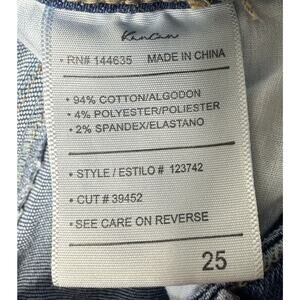 KanCan
• RN# 144635 MADE IN CHINA
• 94% COTTON/ALGODON
• 4% POLYESTER/POLIESTER
• 2% SPANDEX/ELASTANO
• STYLE / ESTILO # 123742
• CUT # 39452
• SEE CARE ON REVERSE
25